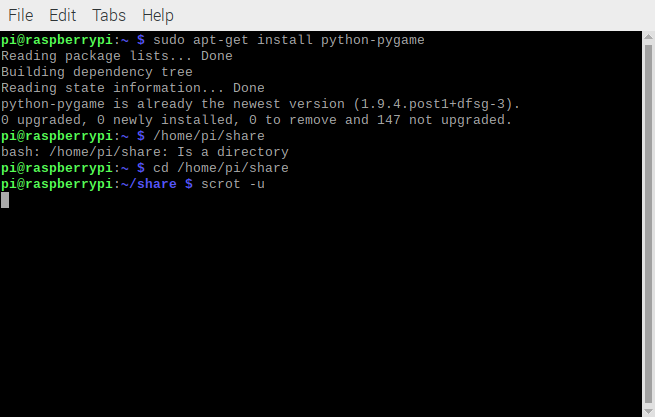 File Edit Tabs Help
pi@raspberrypi:~ $ sudo apt-get install python-pygame
Reading package lists... Done
Building dependency tree
Reading state information... Done
python-pygame is already the newest version (1.9.4.post1+dfsg-3).
0 upgraded, 0 newly installed, 0 to remove and 147 not upgraded.
pi@raspberrypi:~ $ /home/pi/share
bash: /home/pi/share: Is a directory
pi@raspberrypi:~ $ cd /home/pi/share
pi@raspberrypi:~/share $ scrot -u